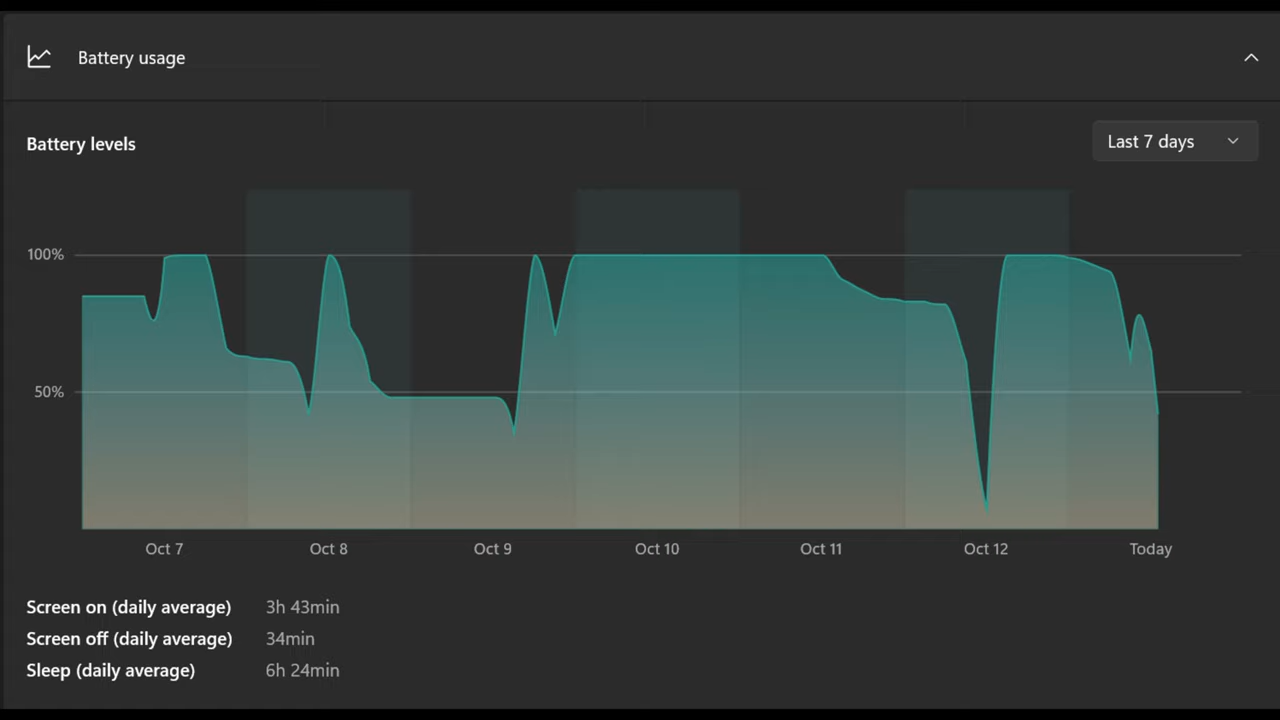 Battery usage
Battery levels
Last 7 days
100%
50%
Oct 7 Oct 8 Oct 9 Oct 10 Oct 11 Oct 12 Today
Screen on (daily average) 3h 43min
Screen off (daily average) 34min
Sleep (daily average) 6h 24min